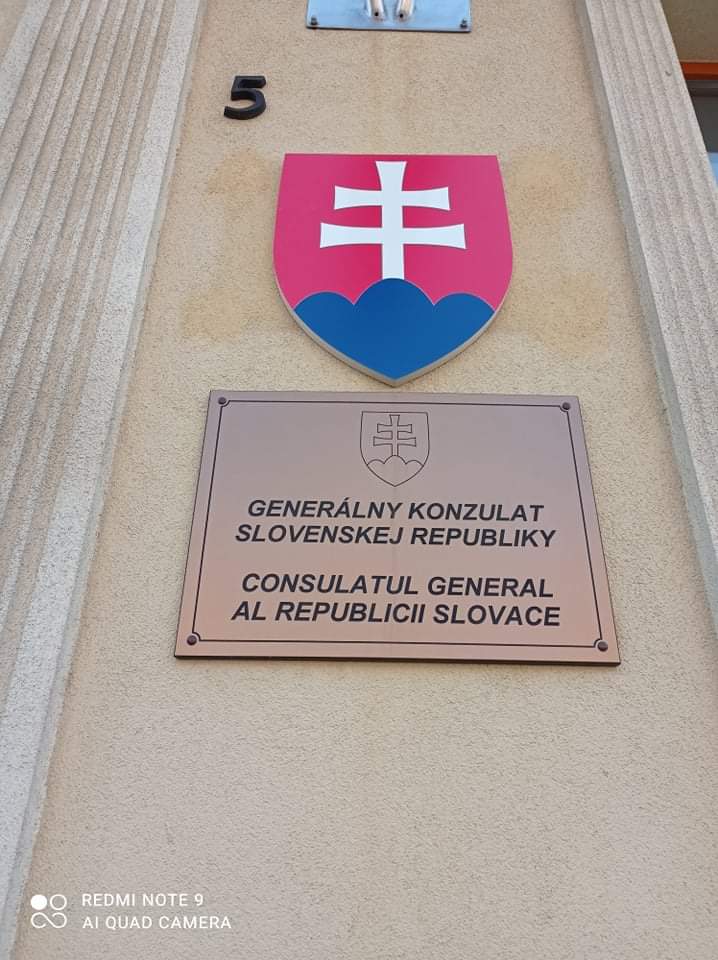 5
GENERÁLNY KONZULAT
SLOVENSKEJ REPUBLIKY
CONSULATUL GENERAL
AL REPUBLICII SLOVACE
REDMI NOTE 9
AI QUAD CAMERA